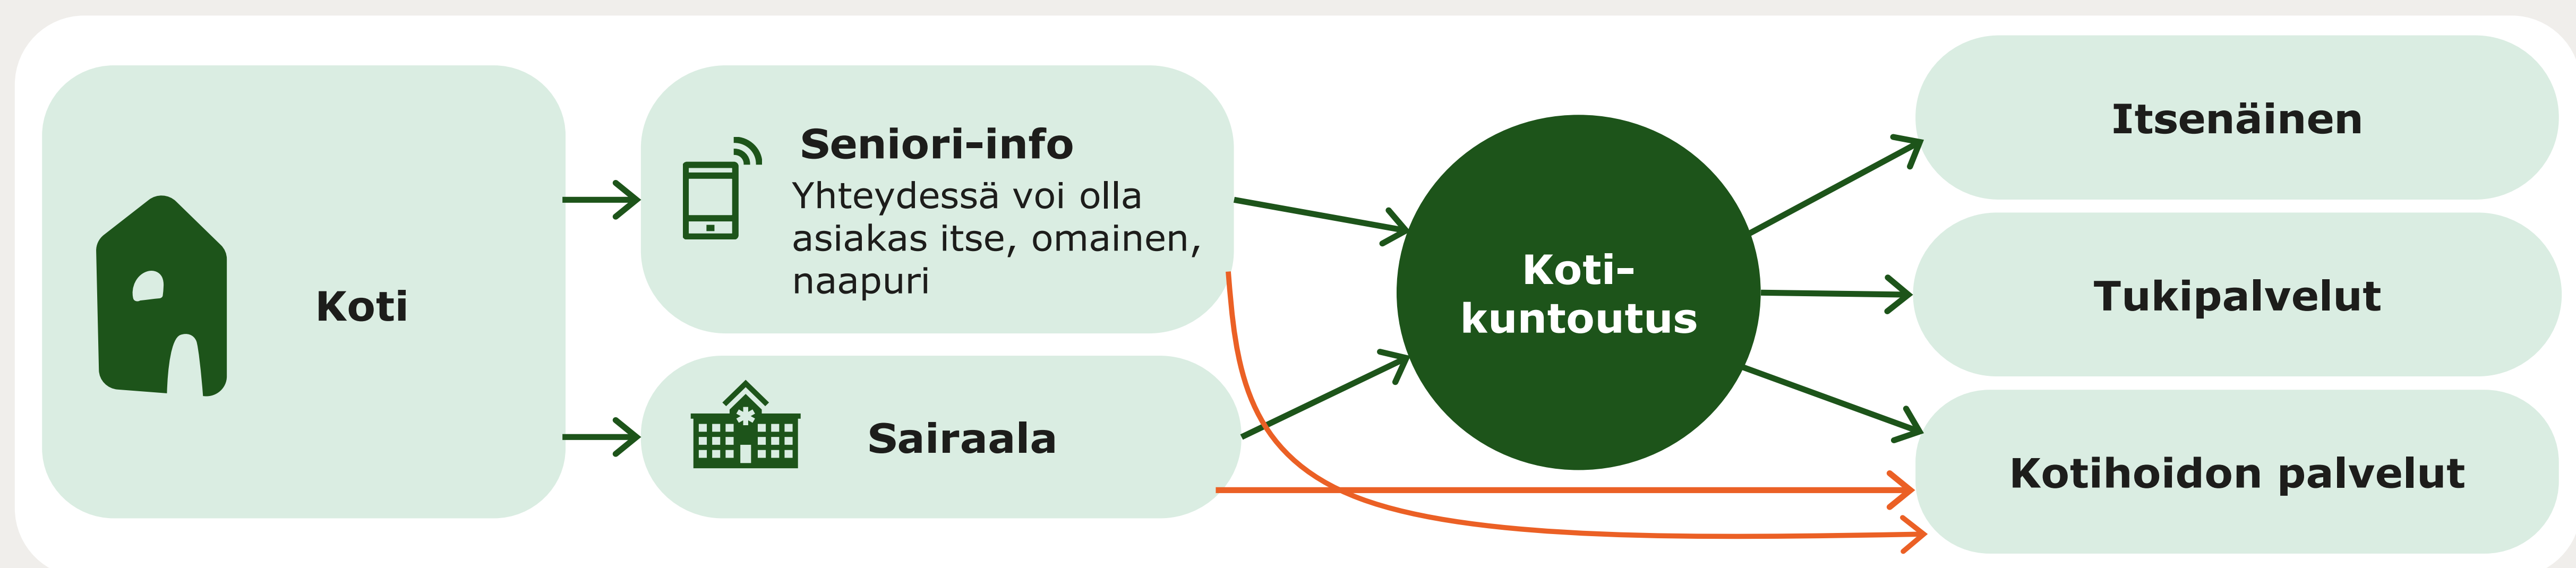 Koti
Seniori-info
Yhteydessä voi olla
asiakas itse, omainen,
naapuri
Sairaala
Koti-
kuntoutus
Itsenäinen
Tukipalvelut
Kotihoidon palvelut